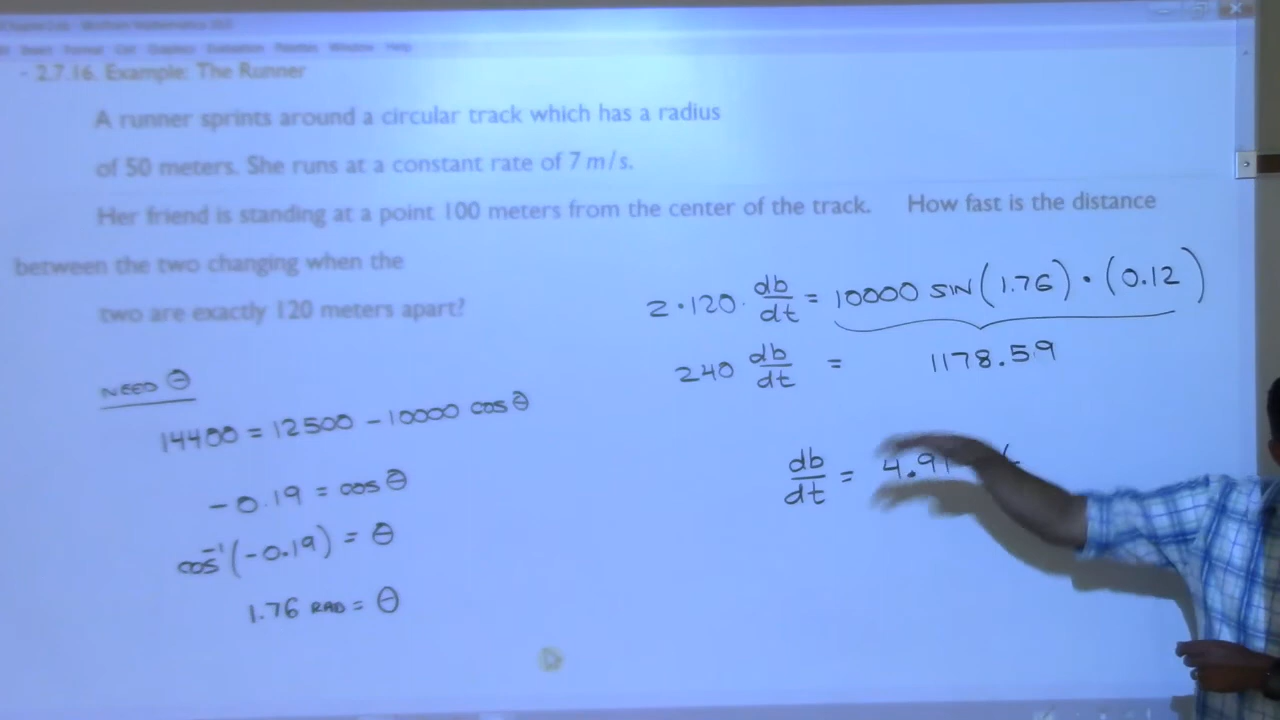 - 2.7.16. Example: The Runner
A runner sprints around a circular track which has a radius
of 50 meters. She runs at a constant rate of 7 m/s.
Her friend is standing at a point 100 meters from the center of the track. How fast is the distance
between the two changing when the
two are exactly 120 meters apart?
NEED θ
14400 = 12500 - 10000 cos θ
-0.19 = cos θ
cos⁻¹(-0.19) = θ
1.76 RAD = θ
2·120· db/dt = 10000 SIN(1.76)·(0.12)
240 db/dt = 1178.59
db/dt = 4.91